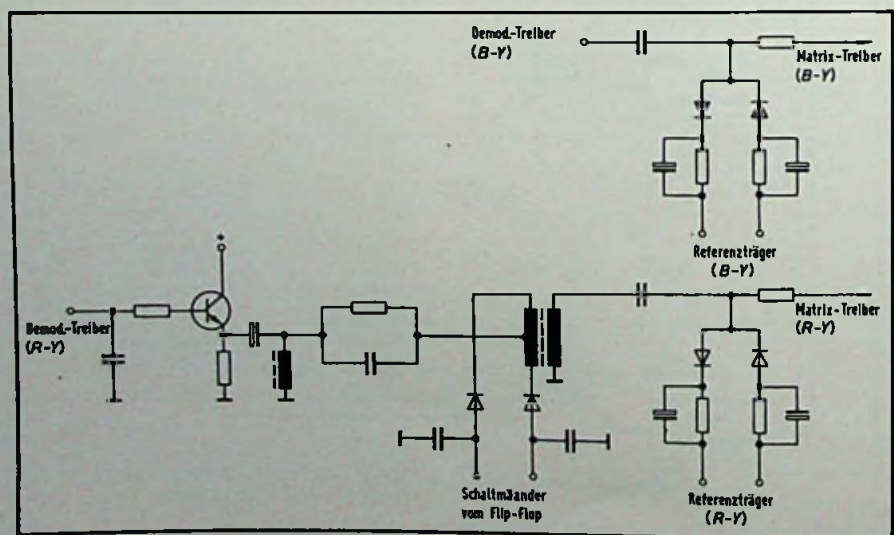 Demod.-Treiber
(B-Y)
Matrix-Treiber
(B-Y)
Referenzträger
(B-Y)
+
Demod.-Treiber
(R-Y)
Matrix-Treiber
(R-Y)
Schaltmäander
vom Flip-Flop
Referenzträger
(R-Y)